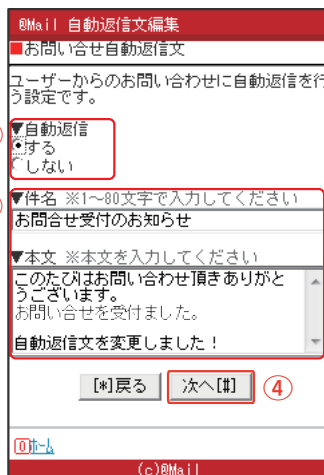 @Mail 自動返信文編集
■お問い合せ自動返信文
ユーザーからのお問い合わせに自動返信を行
う設定です。
▼自動返信
する
しない
▼件名 ※1~80文字で入力してください
お問合せ受付のお知らせ
▼本文 ※本文を入力してください
このたびはお問い合わせ頂きありがと
うございます。
お問い合せを受付ました。
自動返信文を変更しました！
[*]戻る 次へ[#] ④
[0]ホーム
(c)@Mail